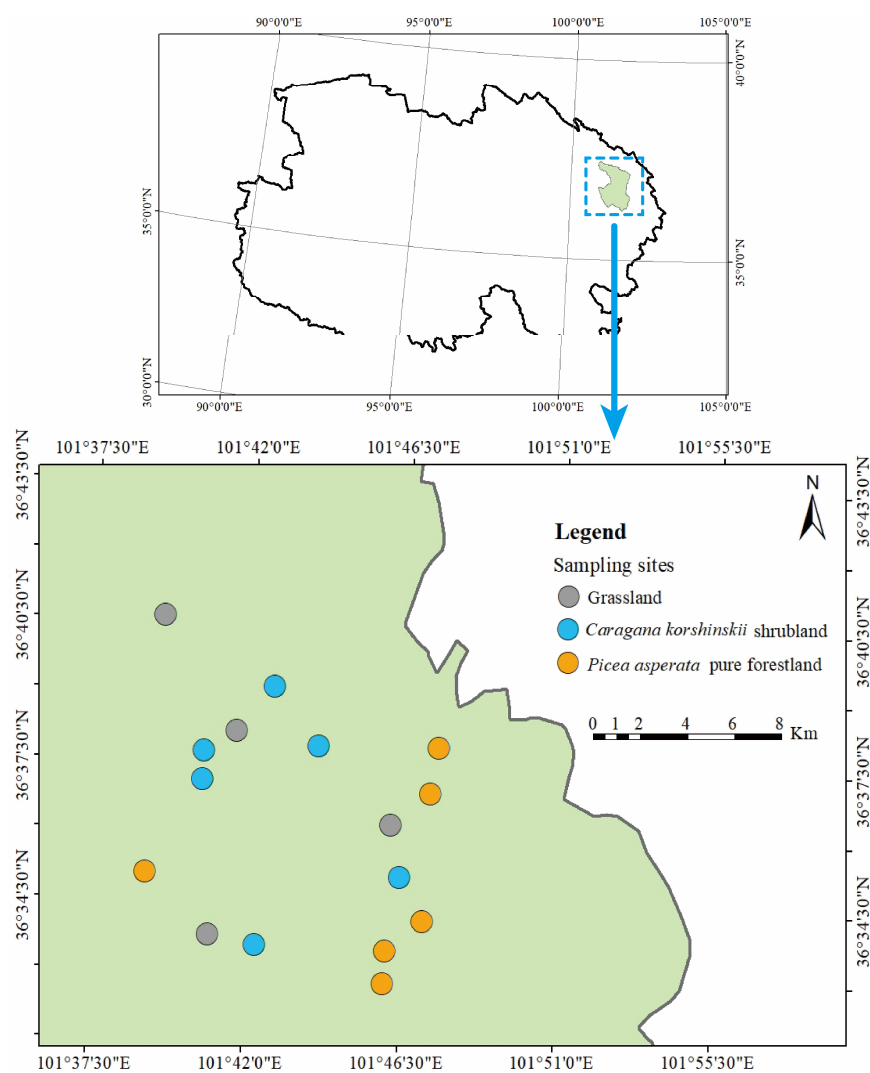 90°0'0"E 95°0'0"E 100°0'0"E 105°0'0"E
40°0'0"N
35°0'0"N
35°0'0"N
30°0'0"N
90°0'0"E 95°0'0"E 100°0'0"E 105°0'0"E
101°37'30"E 101°42'0"E 101°46'30"E 101°51'0"E 101°55'30"E
36°43'30"N
36°43'30"N
N
Legend
Sampling sites
Grassland
Caragana korshinskii shrubland
Picea asperata pure forestland
36°40'30"N
36°40'30"N
0 1 2 4 6 8
Km
36°37'30"N
36°37'30"N
36°34'30"N
36°34'30"N
101°37'30"E 101°42'0"E 101°46'30"E 101°51'0"E 101°55'30"E